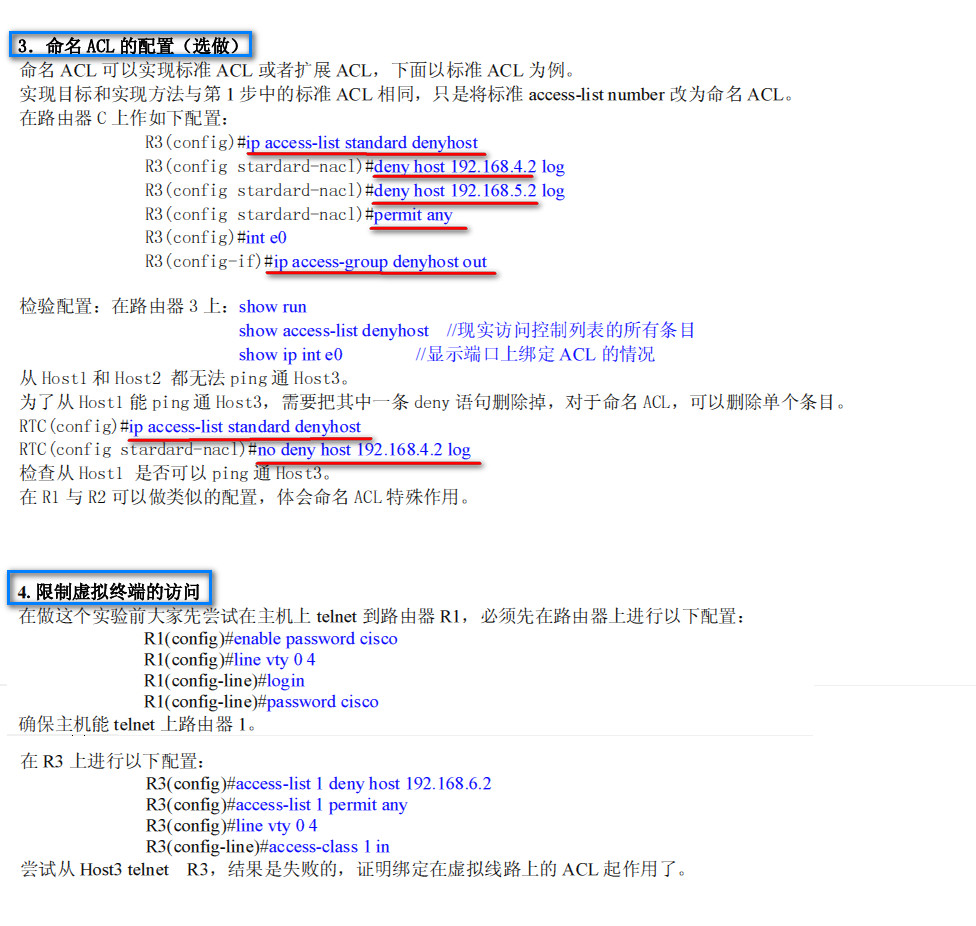 3．命名 ACL 的配置（选做）
命名 ACL 可以实现标准 ACL 或者扩展 ACL，下面以标准 ACL 为例。
实现目标和实现方法与第 1 步中的标准 ACL 相同，只是将标准 access-list number 改为命名 ACL。
在路由器 C 上作如下配置：
R3(config)#ip access-list standard denyhost
R3(config stardard-nacl)#deny host 192.168.4.2 log
R3(config stardard-nacl)#deny host 192.168.5.2 log
R3(config stardard-nacl)#permit any
R3(config)#int e0
R3(config-if)#ip access-group denyhost out
检验配置：在路由器 3 上：show run
show access-list denyhost //现实访问控制列表的所有条目
show ip int e0 //显示端口上绑定 ACL 的情况
从 Host1 和 Host2 都无法 ping 通 Host3。
为了从 Host1 能 ping 通 Host3，需要把其中一条 deny 语句删除掉，对于命名 ACL，可以删除单个条目。
RTC(config)#ip access-list standard denyhost
RTC(config stardard-nacl)#no deny host 192.168.4.2 log
检查从 Host1 是否可以 ping 通 Host3。
在 R1 与 R2 可以做类似的配置，体会命名 ACL 特殊作用。
4. 限制虚拟终端的访问
在做这个实验前大家先尝试在主机上 telnet 到路由器 R1，必须先在路由器上进行以下配置：
R1(config)#enable password cisco
R1(config)#line vty 0 4
R1(config-line)#login
R1(config-line)#password cisco
确保主机能 telnet 上路由器 1。
在 R3 上进行以下配置：
R3(config)#access-list 1 deny host 192.168.6.2
R3(config)#access-list 1 permit any
R3(config)#line vty 0 4
R3(config-line)#access-class 1 in
尝试从 Host3 telnet R3，结果是失败的，证明绑定在虚拟线路上的 ACL 起作用了。